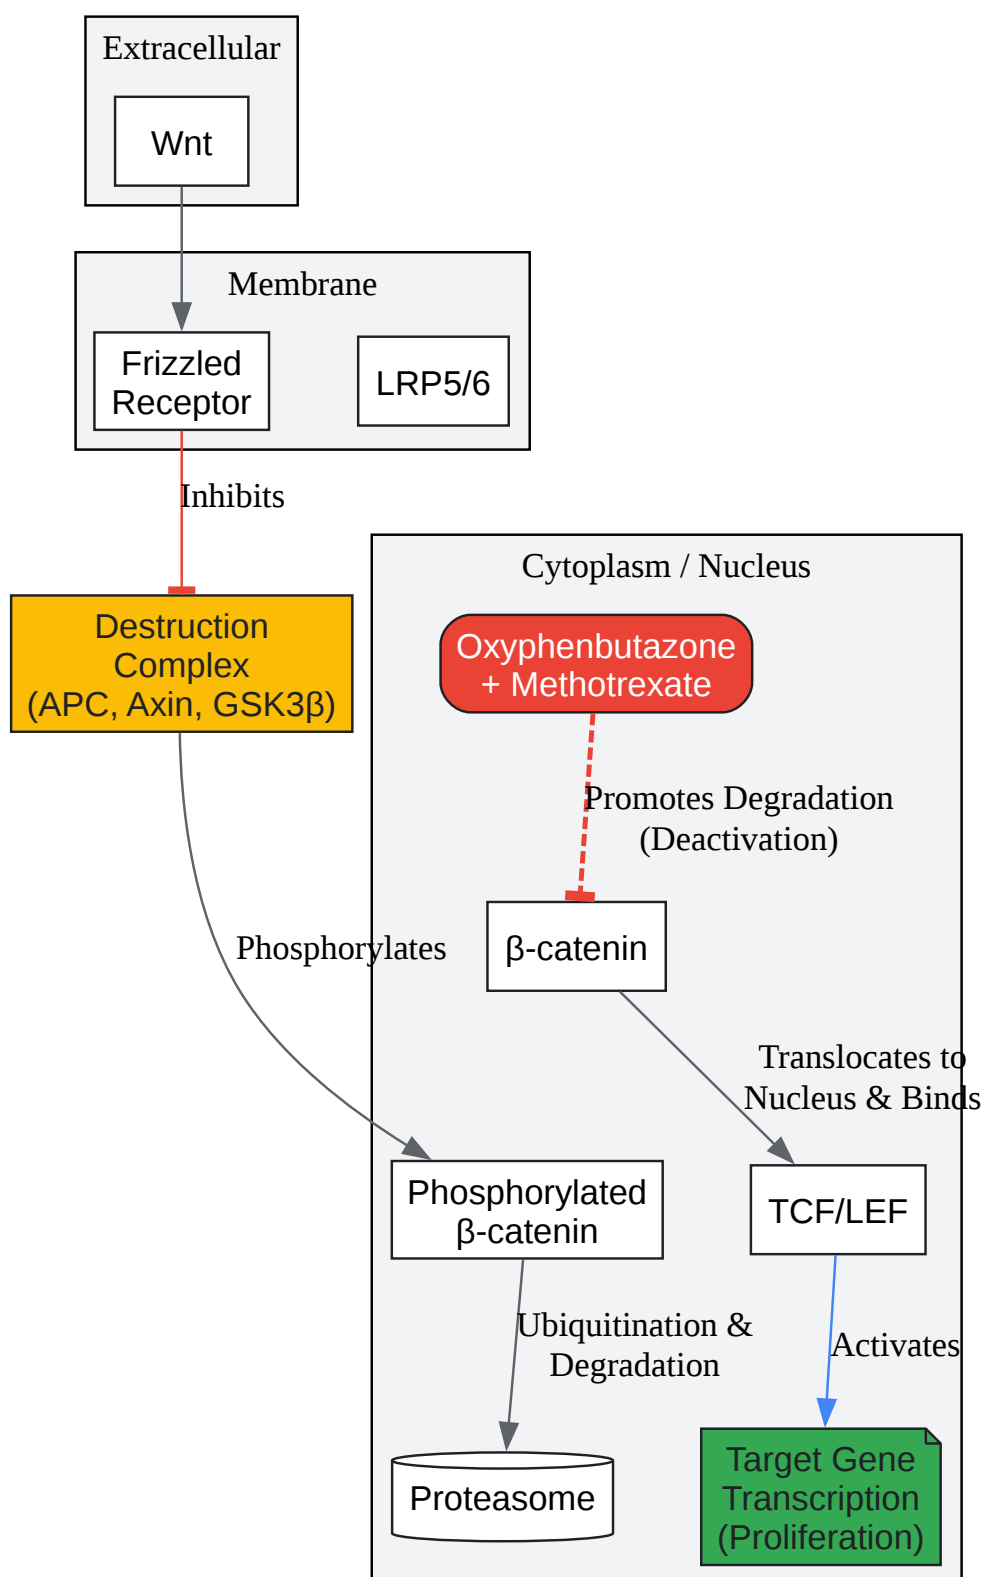 Extracellular
Wnt
Membrane
Frizzled
Receptor
LRP5/6
Inhibits
Cytoplasm / Nucleus
Destruction
Complex
(APC, Axin, GSK3β)
Oxyphenbutazone
+ Methotrexate
Promotes Degradation
(Deactivation)
Phosphorylates
β-catenin
Translocates to
Nucleus & Binds
Phosphorylated
β-catenin
TCF/LEF
Ubiquitination &
Degradation
Activates
Proteasome
Target Gene
Transcription
(Proliferation)